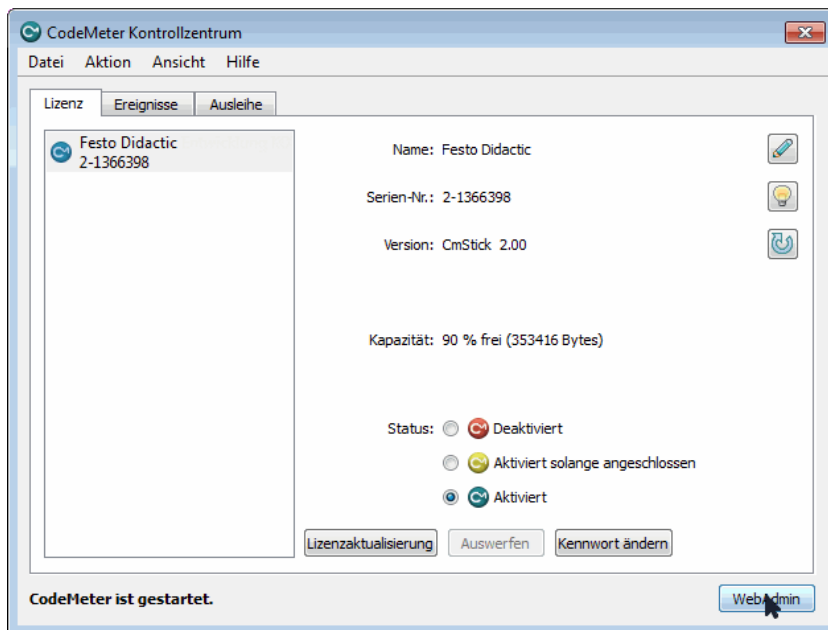 CodeMeter Kontrollzentrum
Datei Aktion Ansicht Hilfe
Lizenz Ereignisse Ausleihe
Festo Didactic
2-1366398
Name: Festo Didactic
Serien-Nr.: 2-1366398
Version: CmStick 2.00
Kapazität: 90 % frei (353416 Bytes)
Status: Deaktiviert
Aktiviert solange angeschlossen
Aktiviert
Lizenzaktualisierung Auswerfen Kennwort ändern
CodeMeter ist gestartet.
WebAdmin